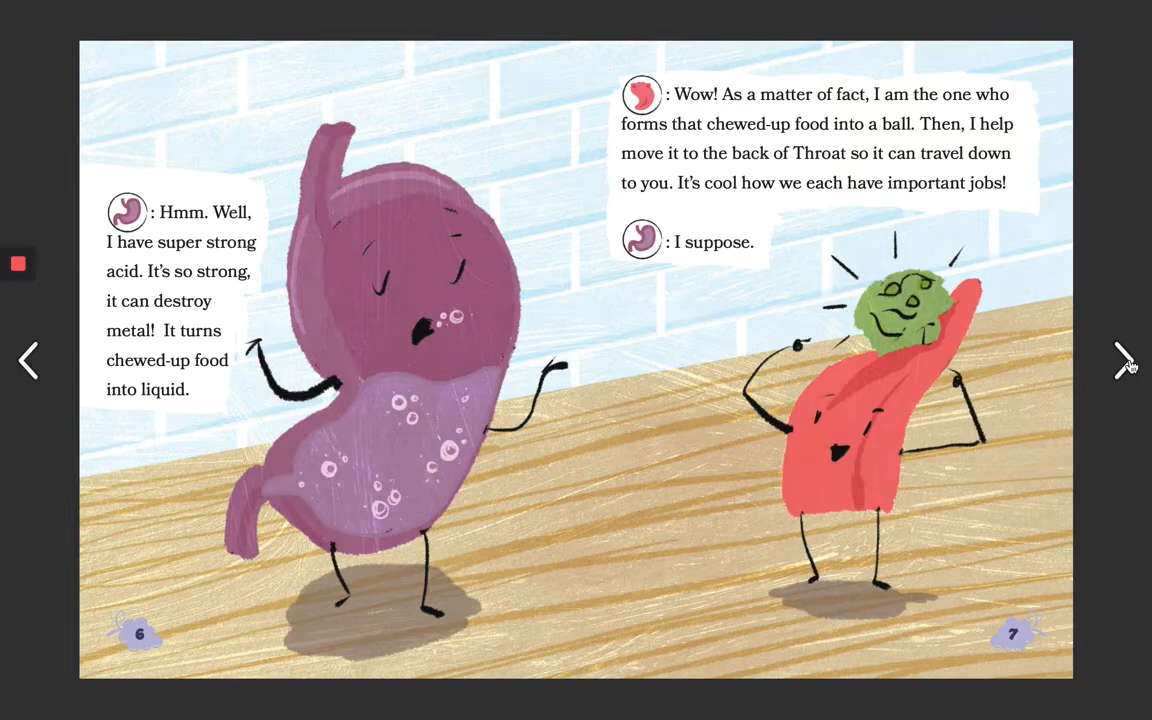 : Hmm. Well,
I have super strong
acid. It's so strong,
it can destroy
metal! It turns
chewed-up food
into liquid.
: Wow! As a matter of fact, I am the one who
forms that chewed-up food into a ball. Then, I help
move it to the back of Throat so it can travel down
to you. It's cool how we each have important jobs!
: I suppose.
6
7